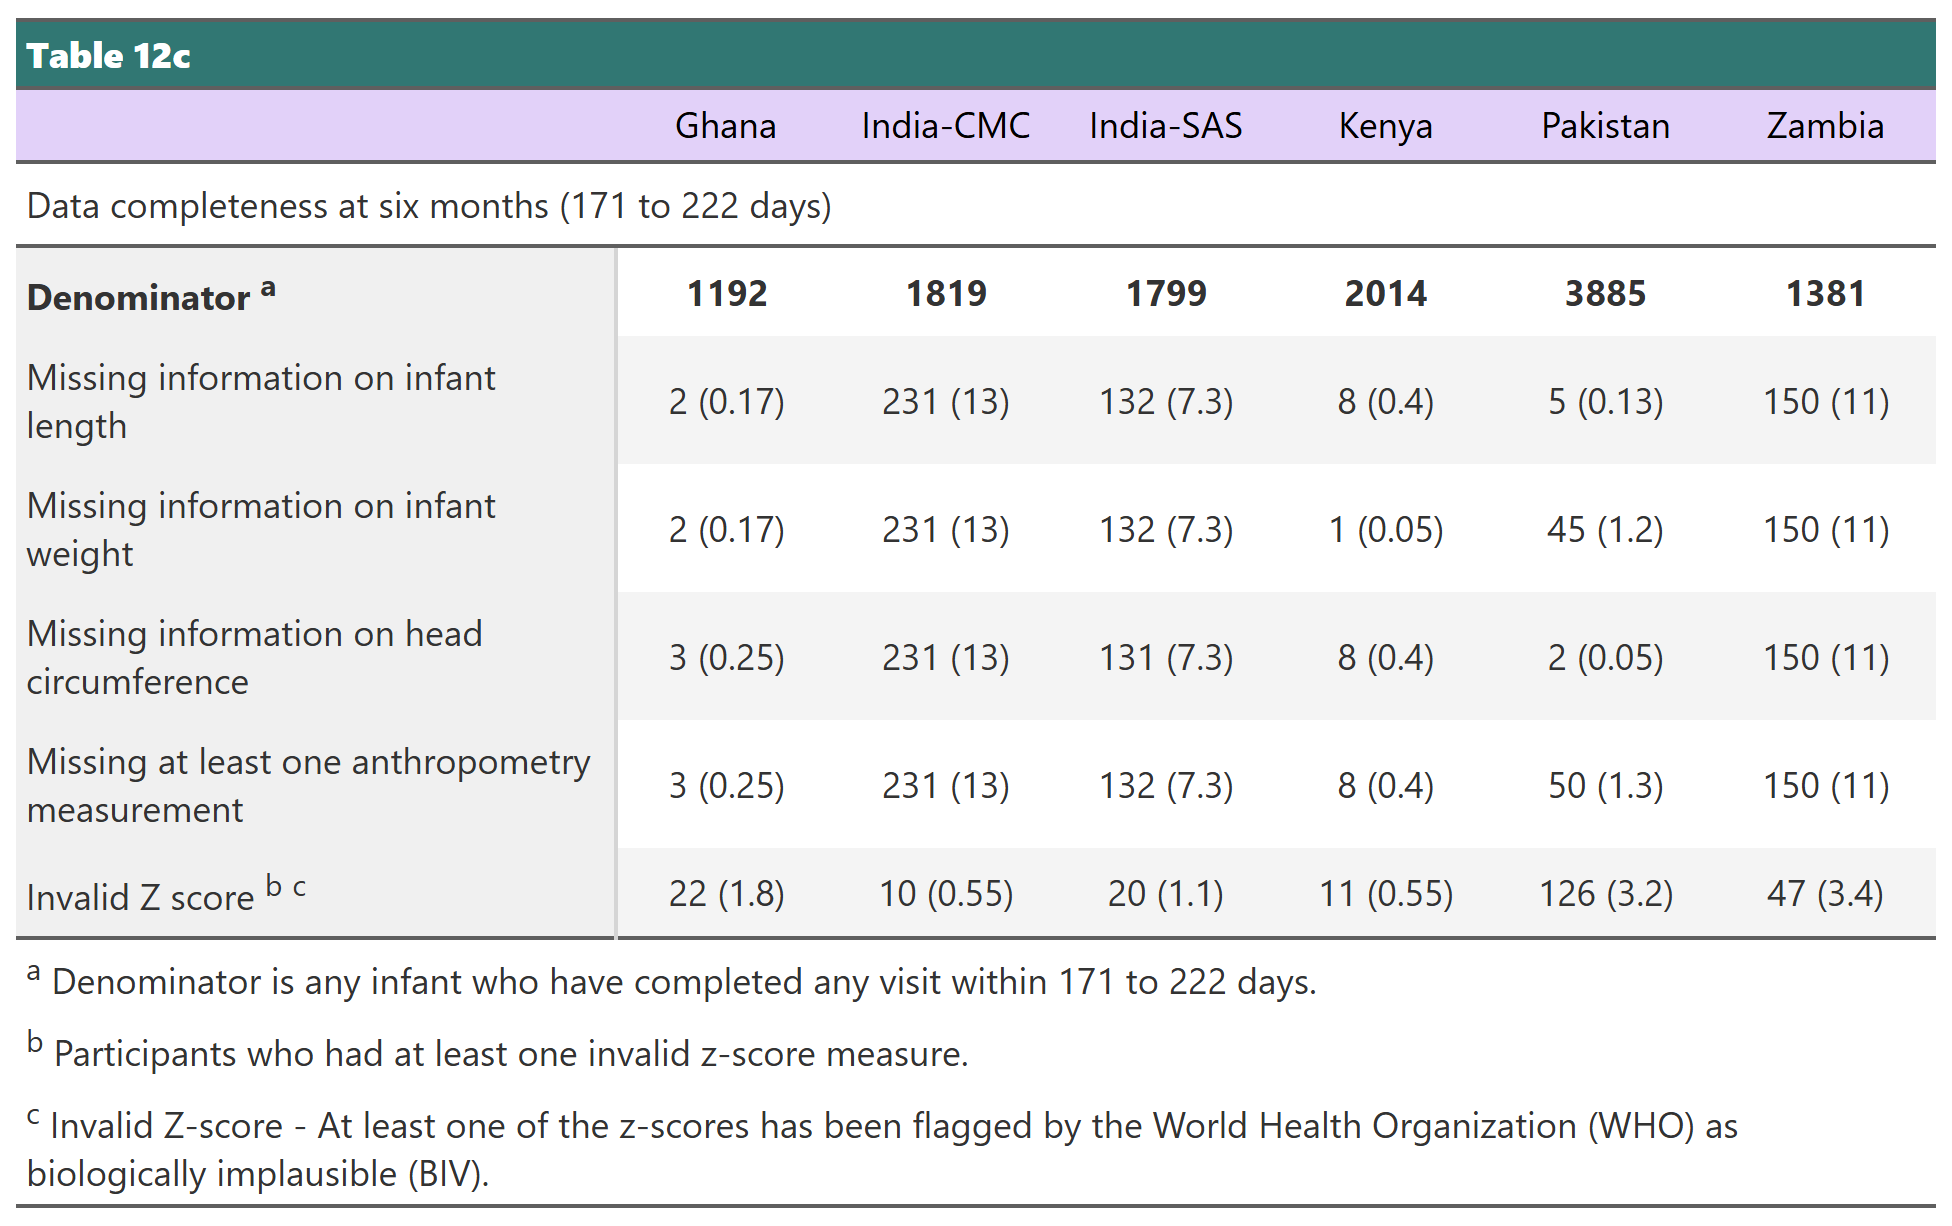 Table 12c
Ghana India-CMC India-SAS Kenya Pakistan Zambia
Data completeness at six months (171 to 222 days)
Denominator a 1192 1819 1799 2014 3885 1381
Missing information on infant
length 2 (0.17) 231 (13) 132 (7.3) 8 (0.4) 5 (0.13) 150 (11)
Missing information on infant
weight 2 (0.17) 231 (13) 132 (7.3) 1 (0.05) 45 (1.2) 150 (11)
Missing information on head
circumference 3 (0.25) 231 (13) 131 (7.3) 8 (0.4) 2 (0.05) 150 (11)
Missing at least one anthropometry
measurement 3 (0.25) 231 (13) 132 (7.3) 8 (0.4) 50 (1.3) 150 (11)
Invalid Z score b c 22 (1.8) 10 (0.55) 20 (1.1) 11 (0.55) 126 (3.2) 47 (3.4)
a Denominator is any infant who have completed any visit within 171 to 222 days.
b Participants who had at least one invalid z-score measure.
c Invalid Z-score - At least one of the z-scores has been flagged by the World Health Organization (WHO) as
biologically implausible (BIV).